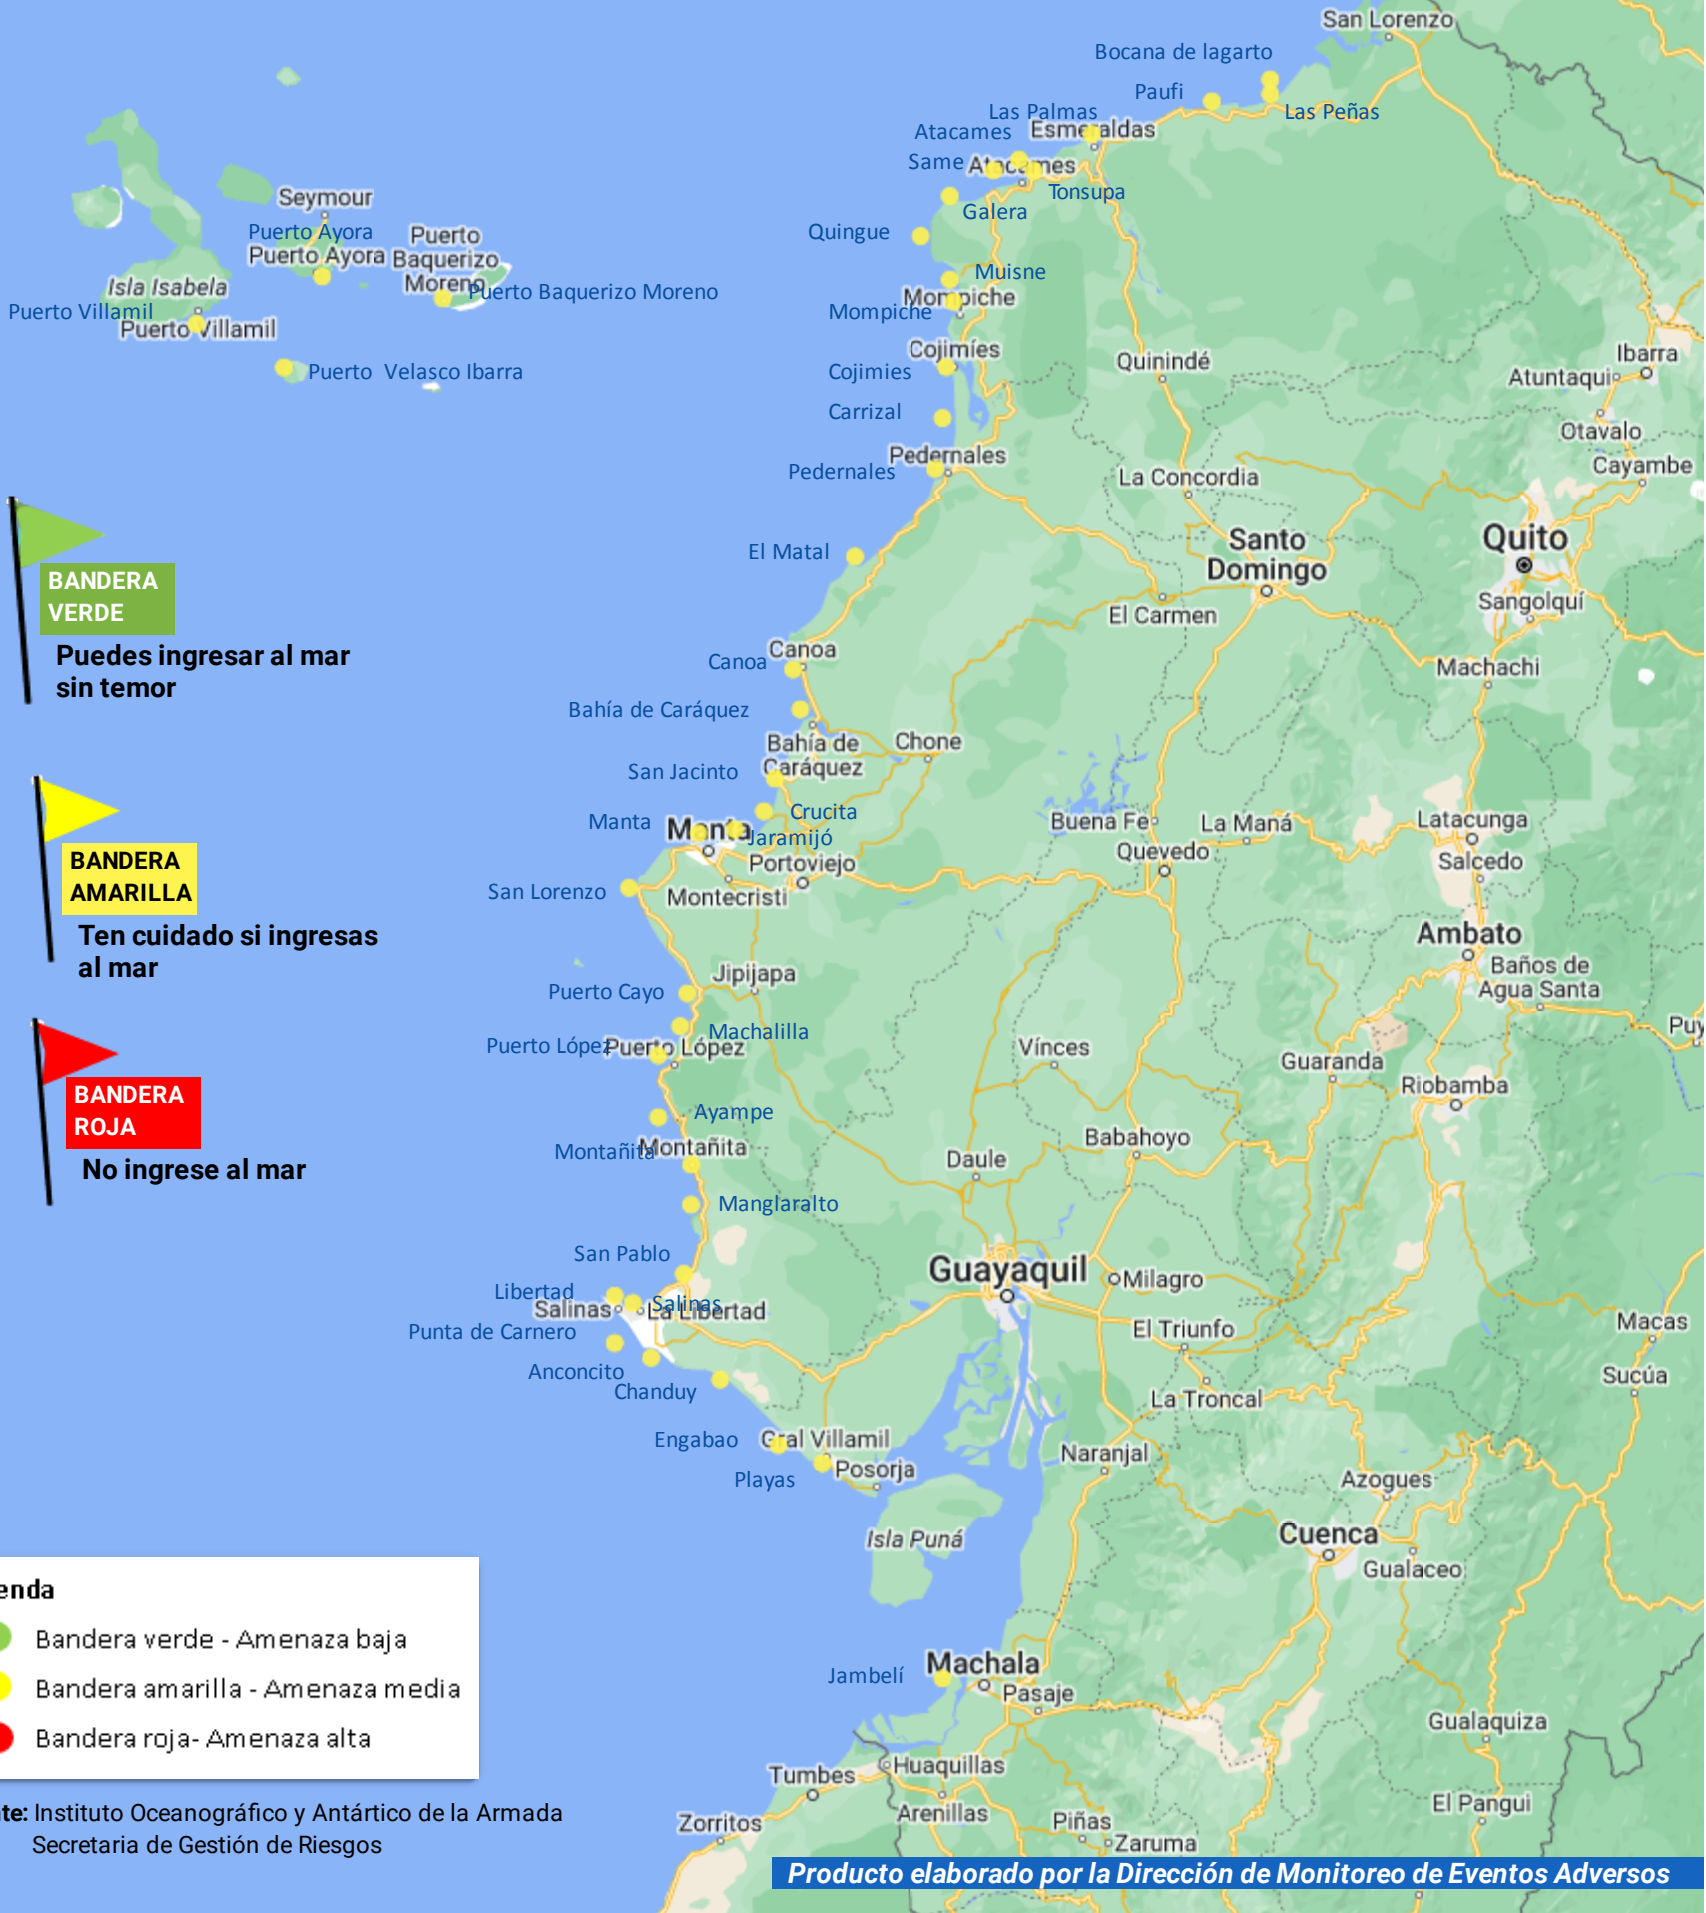 San Lorenzo
Bocana de lagarto
Paufi
Las Peñas
Las Palmas
Atacames
Esmeraldas
Same
Atacames
Tonsupa
Galera
Quingue
Muisne
Mompiche
Mompiche
Cojimíes
Cojimies
Carrizal
Pedernales
Pedernales
El Matal
Canoa
Canoa
Bahía de Caráquez
Bahía de
Caráquez
San Jacinto
Crucita
Manta
Manta
Jaramijó
Portoviejo
Montecristi
San Lorenzo
Jipijapa
Puerto Cayo
Machalilla
Puerto López
Puerto López
Ayampe
Montañita
Montañita
Manglaralto
San Pablo
Libertad
Salinas
Salinas
La Libertad
Punta de Carnero
Anconcito
Chanduy
Engabao
Gral Villamil
Playas
Posorja
Isla Puná
Jambelí
Machala
Pasaje
Huaquillas
Tumbes
Arenillas
Zorritos
Piñas
Zaruma
Seymour
Puerto Ayora
Puerto Ayora
Puerto
Baquerizo
Moreno
Puerto Baquerizo Moreno
Isla Isabela
Puerto Villamil
Puerto Villamil
Puerto Velasco Ibarra
Quinindé
Ibarra
Atuntaqui
Otavalo
Cayambe
La Concordia
Santo
Domingo
Quito
Sangolquí
El Carmen
Machachi
Chone
Buena Fe
La Maná
Quevedo
Latacunga
Salcedo
Ambato
Baños de
Agua Santa
Puy
Vínces
Guaranda
Riobamba
Babahoyo
Daule
Guayaquil
Milagro
El Triunfo
Macas
Sucúa
La Troncal
Naranjal
Azogues
Cuenca
Gualaceo
Gualaquiza
El Pangui
BANDERA
VERDE
Puedes ingresar al mar
sin temor
BANDERA
AMARILLA
Ten cuidado si ingresas
al mar
BANDERA
ROJA
No ingrese al mar
enda
Bandera verde - Amenaza baja
Bandera amarilla - Amenaza media
Bandera roja- Amenaza alta
te: Instituto Oceanográfico y Antártico de la Armada
Secretaria de Gestión de Riesgos
Producto elaborado por la Dirección de Monitoreo de Eventos Adversos